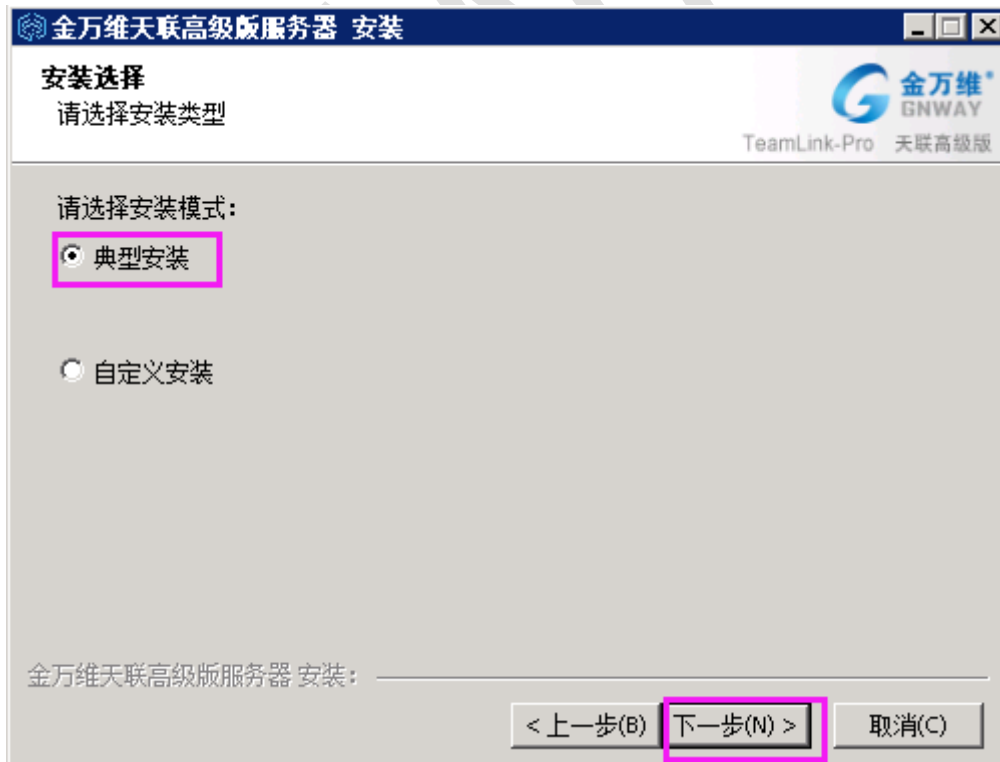 金万维天联高级版服务器 安装
安装选择
请选择安装类型
金万维
GNWAY
TeamLink-Pro 天联高级版
请选择安装模式：
典型安装
自定义安装
金万维天联高级版服务器 安装：
< 上一步(B) 下一步(N) > 取消(C)